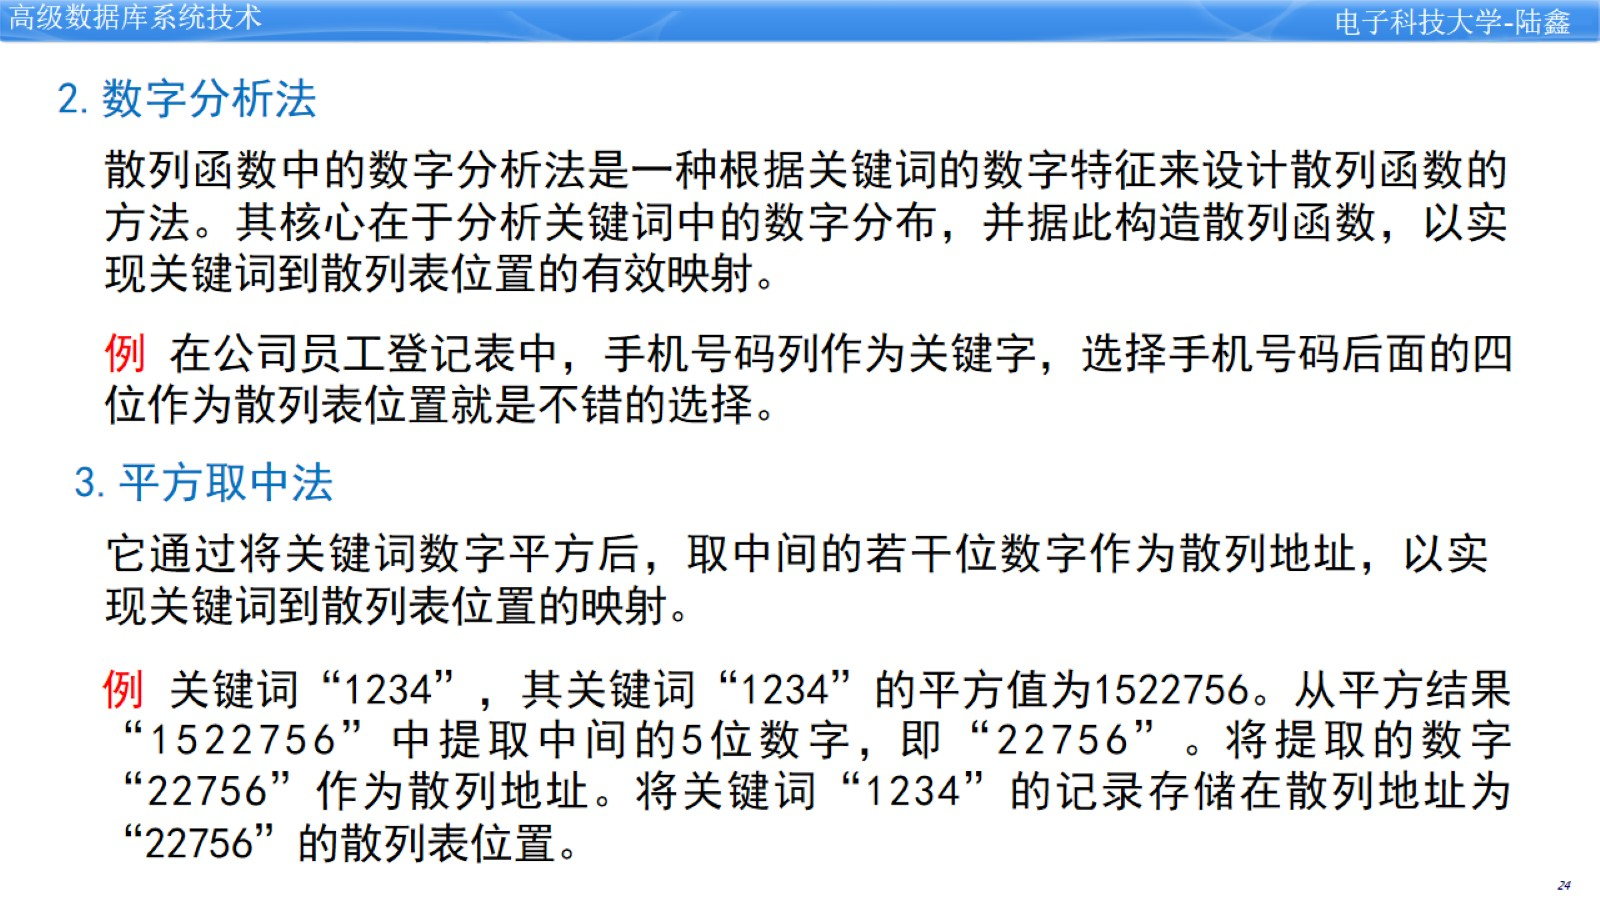 高级数据库系统技术
电子科技大学-陆鑫
2. 数字分析法
散列函数中的数字分析法是一种根据关键词的数字特征来设计散列函数的
方法。其核心在于分析关键词中的数字分布，并据此构造散列函数，以实
现关键词到散列表位置的有效映射。
例 在公司员工登记表中，手机号码列作为关键字，选择手机号码后面的四
位作为散列表位置就是不错的选择。
3. 平方取中法
它通过将关键词数字平方后，取中间的若干位数字作为散列地址，以实
现关键词到散列表位置的映射。
例 关键词“1234”，其关键词“1234”的平方值为1522756。从平方结果
“1522756”中提取中间的5位数字，即“22756”。将提取的数字
“22756”作为散列地址。将关键词“1234”的记录存储在散列地址为
“22756”的散列表位置。
24